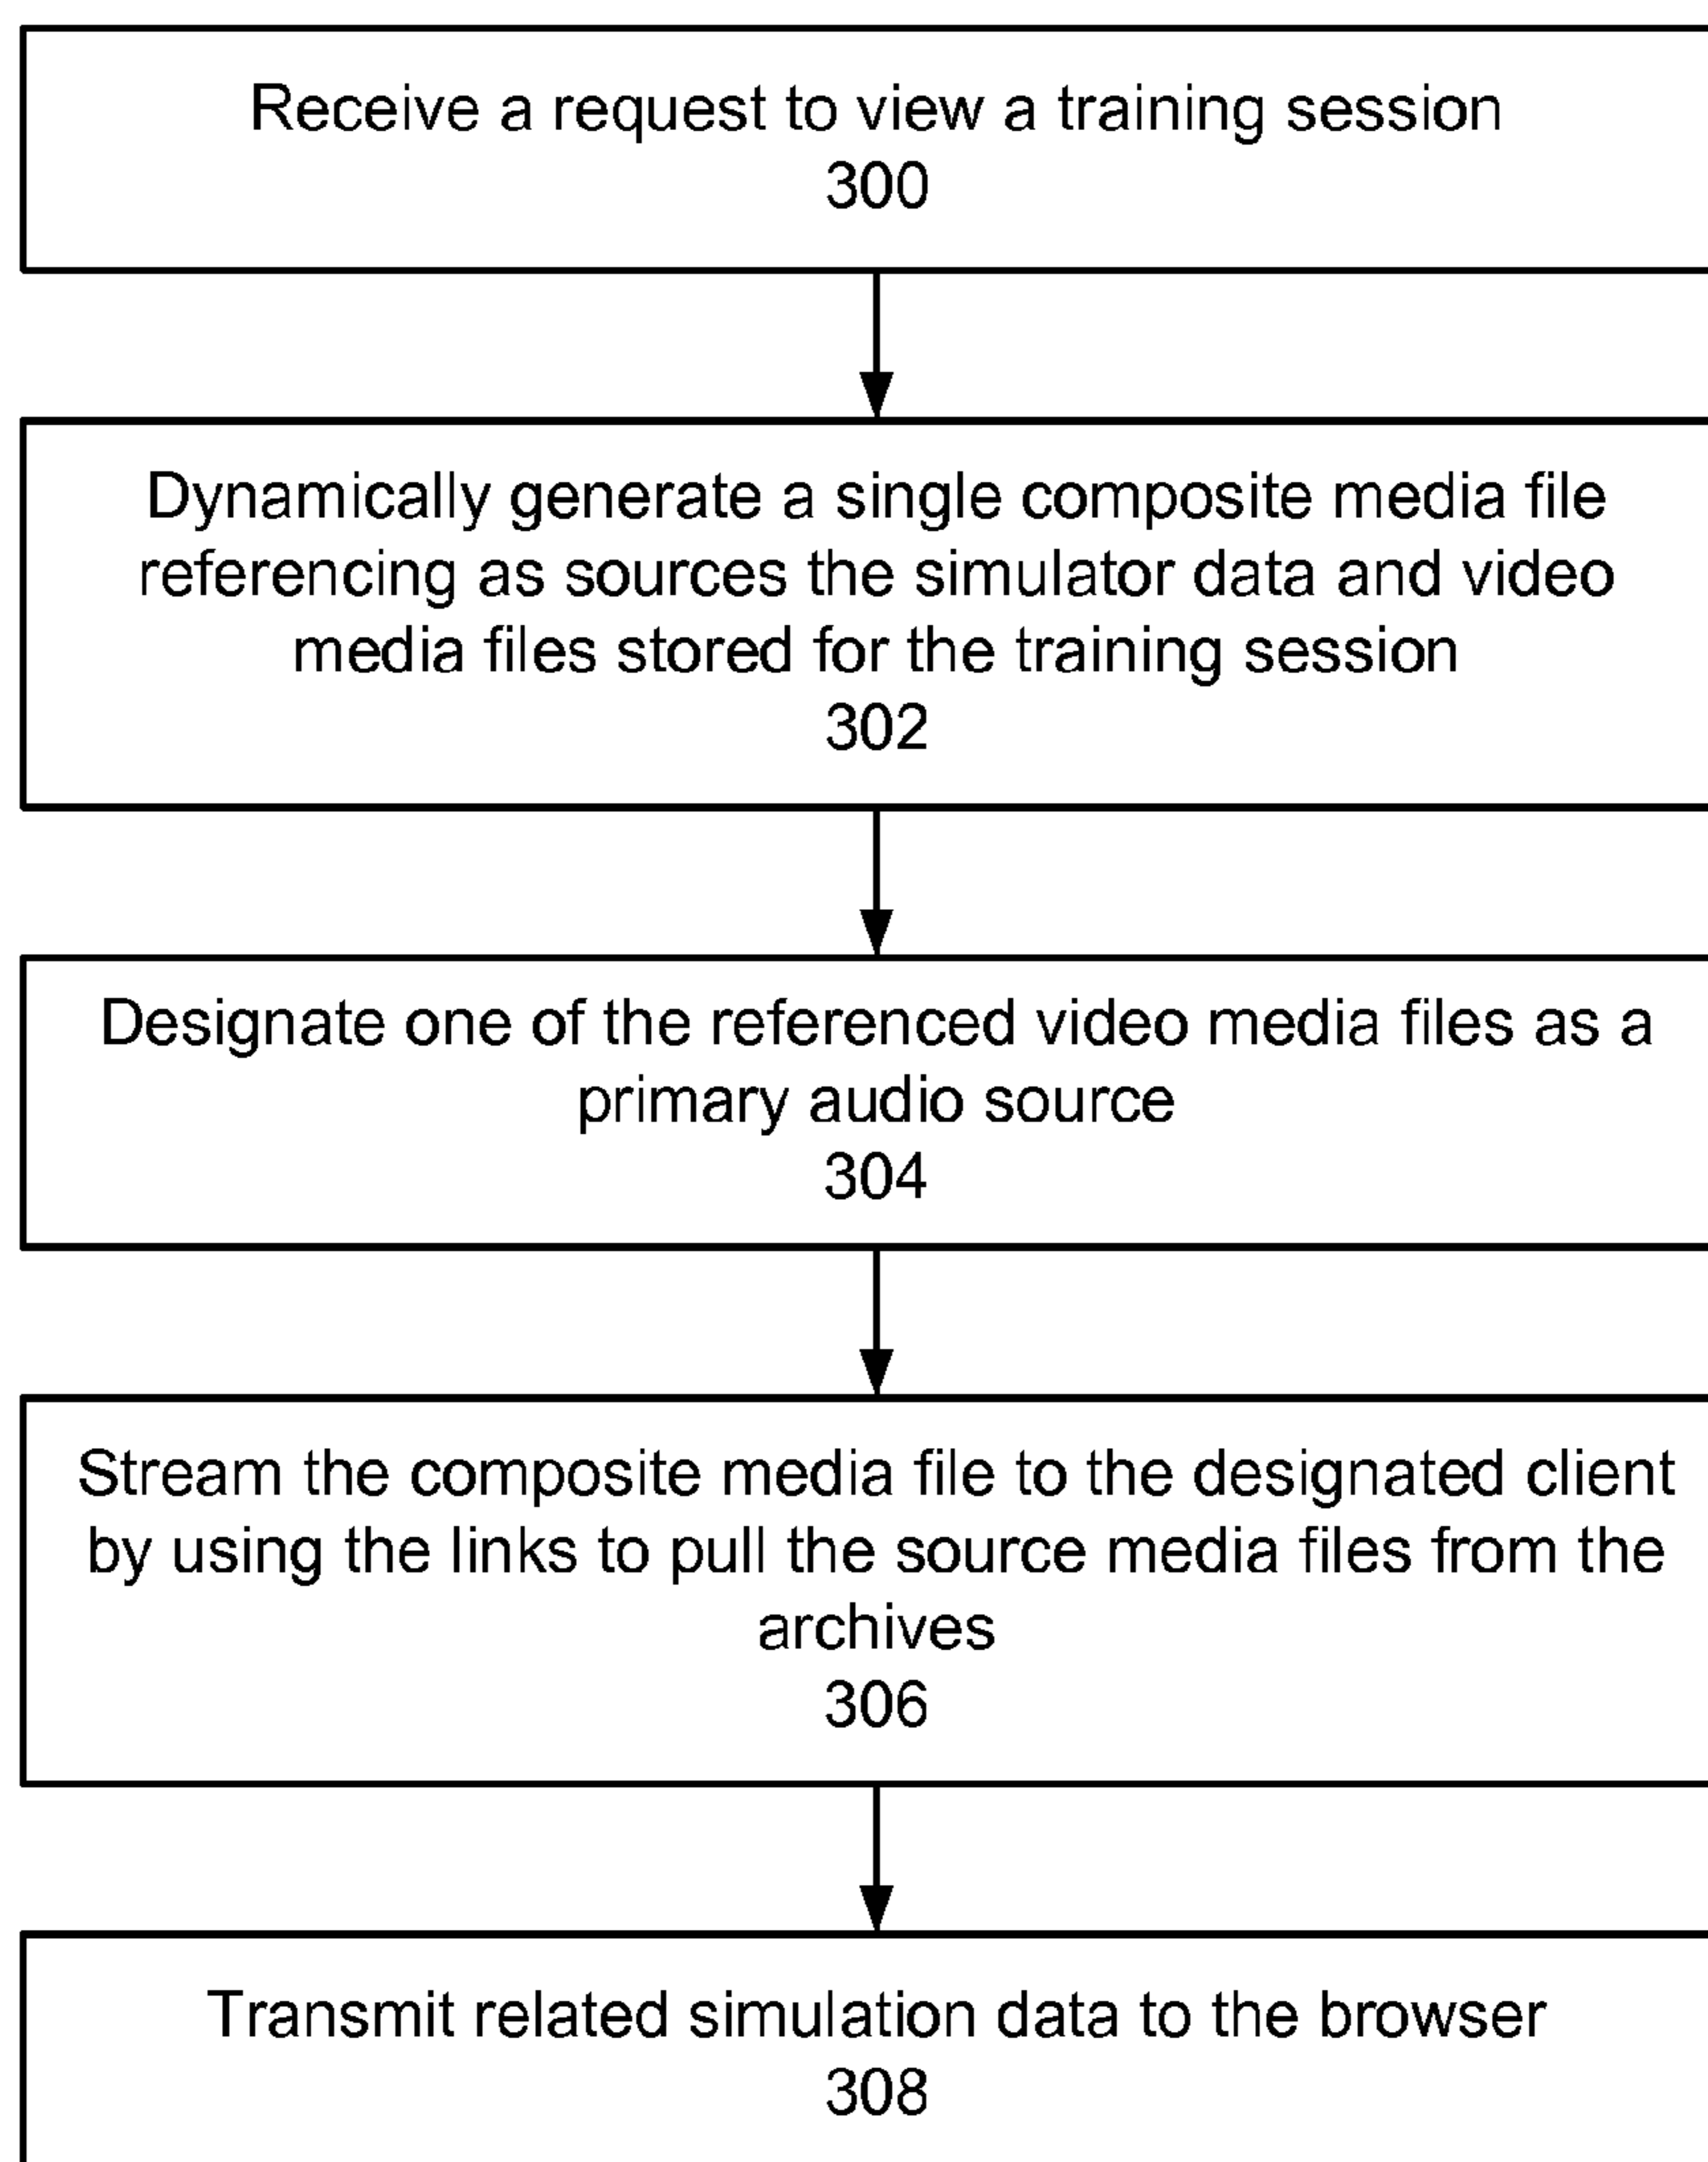 Receive a request to view a training session
300
Dynamically generate a single composite media file
referencing as sources the simulator data and video
media files stored for the training session
302
Designate one of the referenced video media files as a
primary audio source
304
Stream the composite media file to the designated client
by using the links to pull the source media files from the
archives
306
Transmit related simulation data to the browser
308